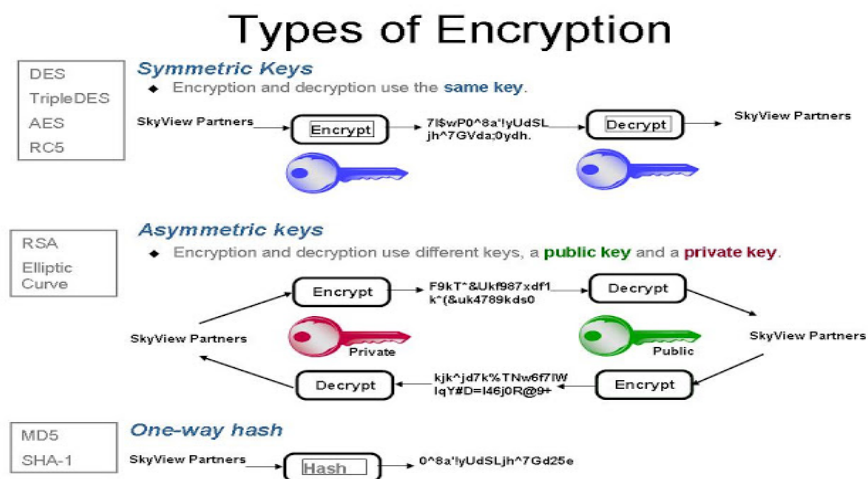 Types of Encryption
DES
TripleDES
AES
RC5
Symmetric Keys
◆ Encryption and decryption use the same key.
SkyView Partners
Encrypt
7!$wP0^8a'!yUdSL
jh^7GVda;0ydh.
Decrypt
SkyView Partners
RSA
Elliptic
Curve
Asymmetric keys
◆ Encryption and decryption use different keys, a public key and a private key.
Encrypt
F9kT^&Ukf987xdf1
k^(&uk4789kds0
Decrypt
SkyView Partners
Private
Public
SkyView Partners
Decrypt
kjk^jd7k%TNw6f7lW
lqY#D=l46j0R@9+
Encrypt
MD5
SHA-1
One-way hash
SkyView Partners
Hash
0^8a'!yUdSLjh^7Gd25e